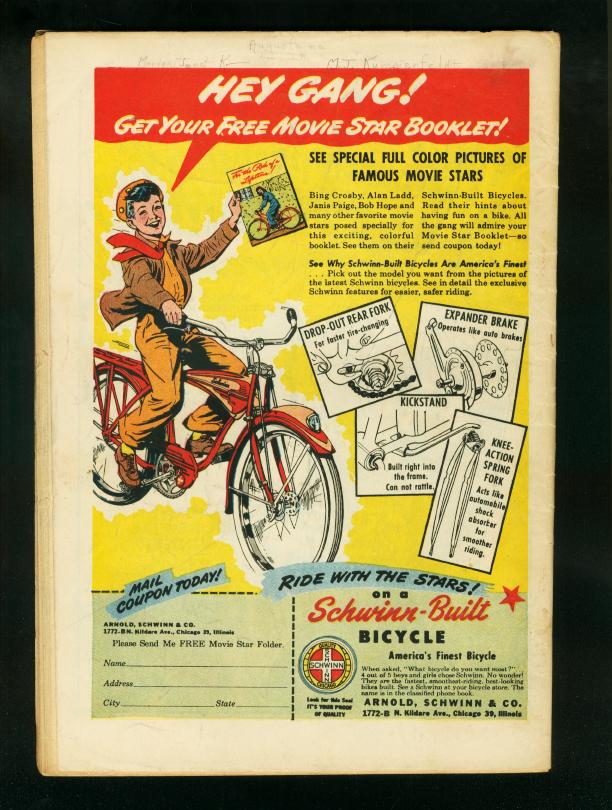 Augusta
M.J. Kummerfeldt
HEY GANG!
GET YOUR FREE MOVIE STAR BOOKLET!
For the Ride of a
Lifetime!
SEE SPECIAL FULL COLOR PICTURES OF
FAMOUS MOVIE STARS
Bing Crosby, Alan Ladd,
Janis Paige, Bob Hope and
many other favorite movie
stars posed specially for
this exciting, colorful
booklet. See them on their
Schwinn-Built Bicycles.
Read their hints about
having fun on a bike. All
the gang will admire your
Movie Star Booklet—so
send coupon today!
See Why Schwinn-Built Bicycles Are America's Finest
. . . Pick out the model you want from the pictures of
the latest Schwinn bicycles. See in detail the exclusive
Schwinn features for easier, safer riding.
DROP-OUT REAR FORK
For faster tire-changing
EXPANDER BRAKE
Operates like auto brakes
KICKSTAND
Built right into
the frame.
Can not rattle.
KNEE-
ACTION
SPRING
FORK
Acts like
automobile
shock
absorber
for
smoother
riding.
MAIL
COUPON TODAY!
ARNOLD, SCHWINN & CO.
1772-B N. Kildare Ave., Chicago 39, Illinois
Please Send Me FREE Movie Star Folder.
Name
Address
City State
RIDE WITH THE STARS!
on a
Schwinn-Built
BICYCLE
America's Finest Bicycle
QUALITY
SCHWINN
CHICAGO
Look for this Seal
IT'S YOUR PROOF
OF QUALITY
When asked, "What bicycle do you want most?"
4 out of 5 boys and girls chose Schwinn. No wonder!
They are the fastest, smoothest-riding, best-looking
bikes built. See a Schwinn at your bicycle store. The
name is in the classified phone book.
ARNOLD, SCHWINN & CO.
1772-B N. Kildare Ave., Chicago 39, Illinois